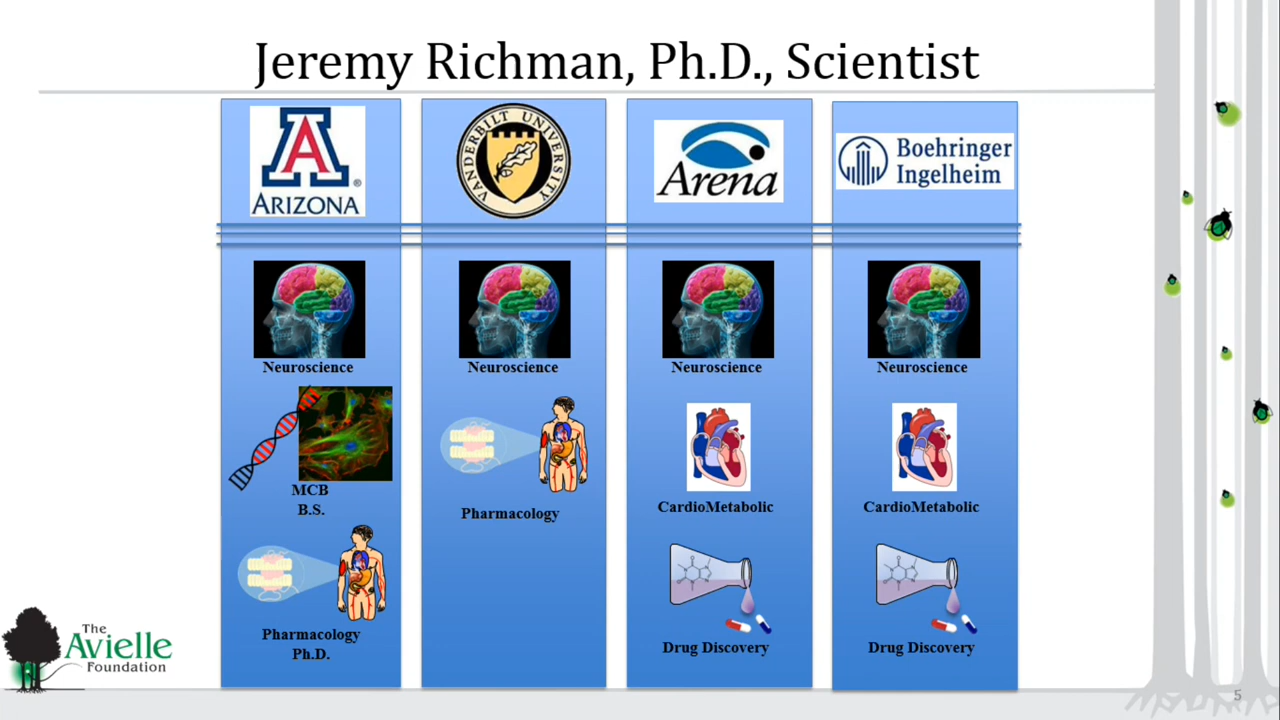 Jeremy Richman, Ph.D., Scientist
A
®
ARIZONA
VANDERBILT UNIVERSITY
Arena
Boehringer
Ingelheim
Neuroscience
Neuroscience
Neuroscience
Neuroscience
MCB
B.S.
Pharmacology
CardioMetabolic
CardioMetabolic
Pharmacology
Ph.D.
Drug Discovery
Drug Discovery
The
Avielle
Foundation
5